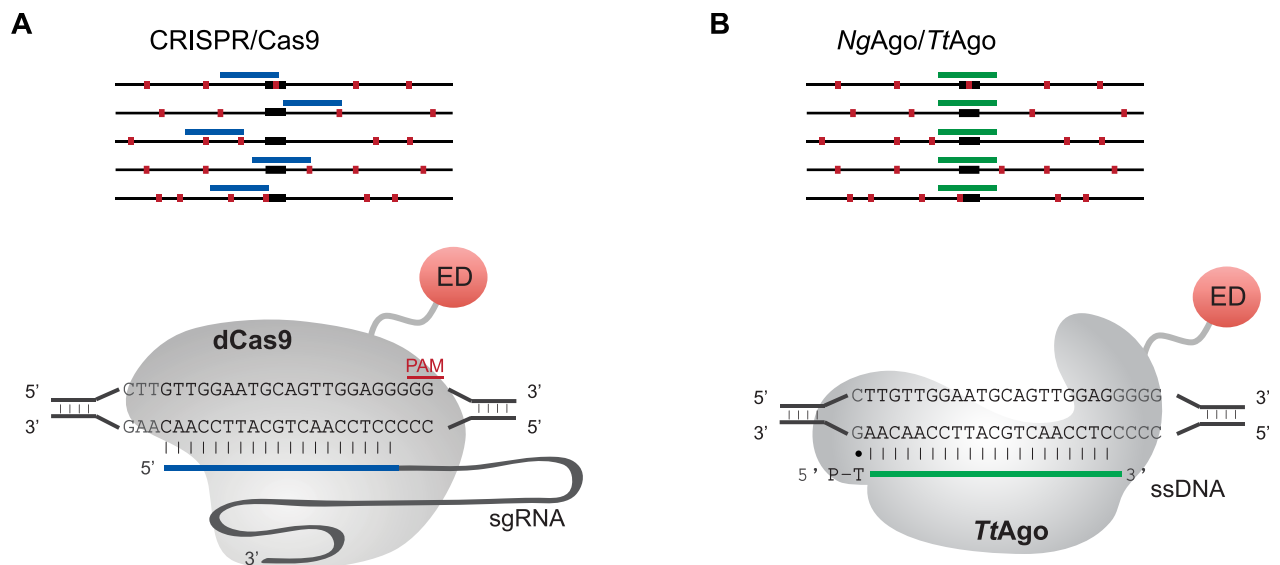 A
CRISPR/Cas9
ED
dCas9
PAM
5’ CTTGTTGGAATGCAGTTGGAGGGGG 3’
3’ GAACAACCTTACGTCAACCTCCCCC 5’
5’
sgRNA
3’
B
NgAgo/TtAgo
ED
5’ CTTGTTGGAATGCAGTTGGAGGGGG 3’
3’ GAACAACCTTACGTCAACCTCCCCC 5’
5’ P–T 3’
ssDNA
TtAgo